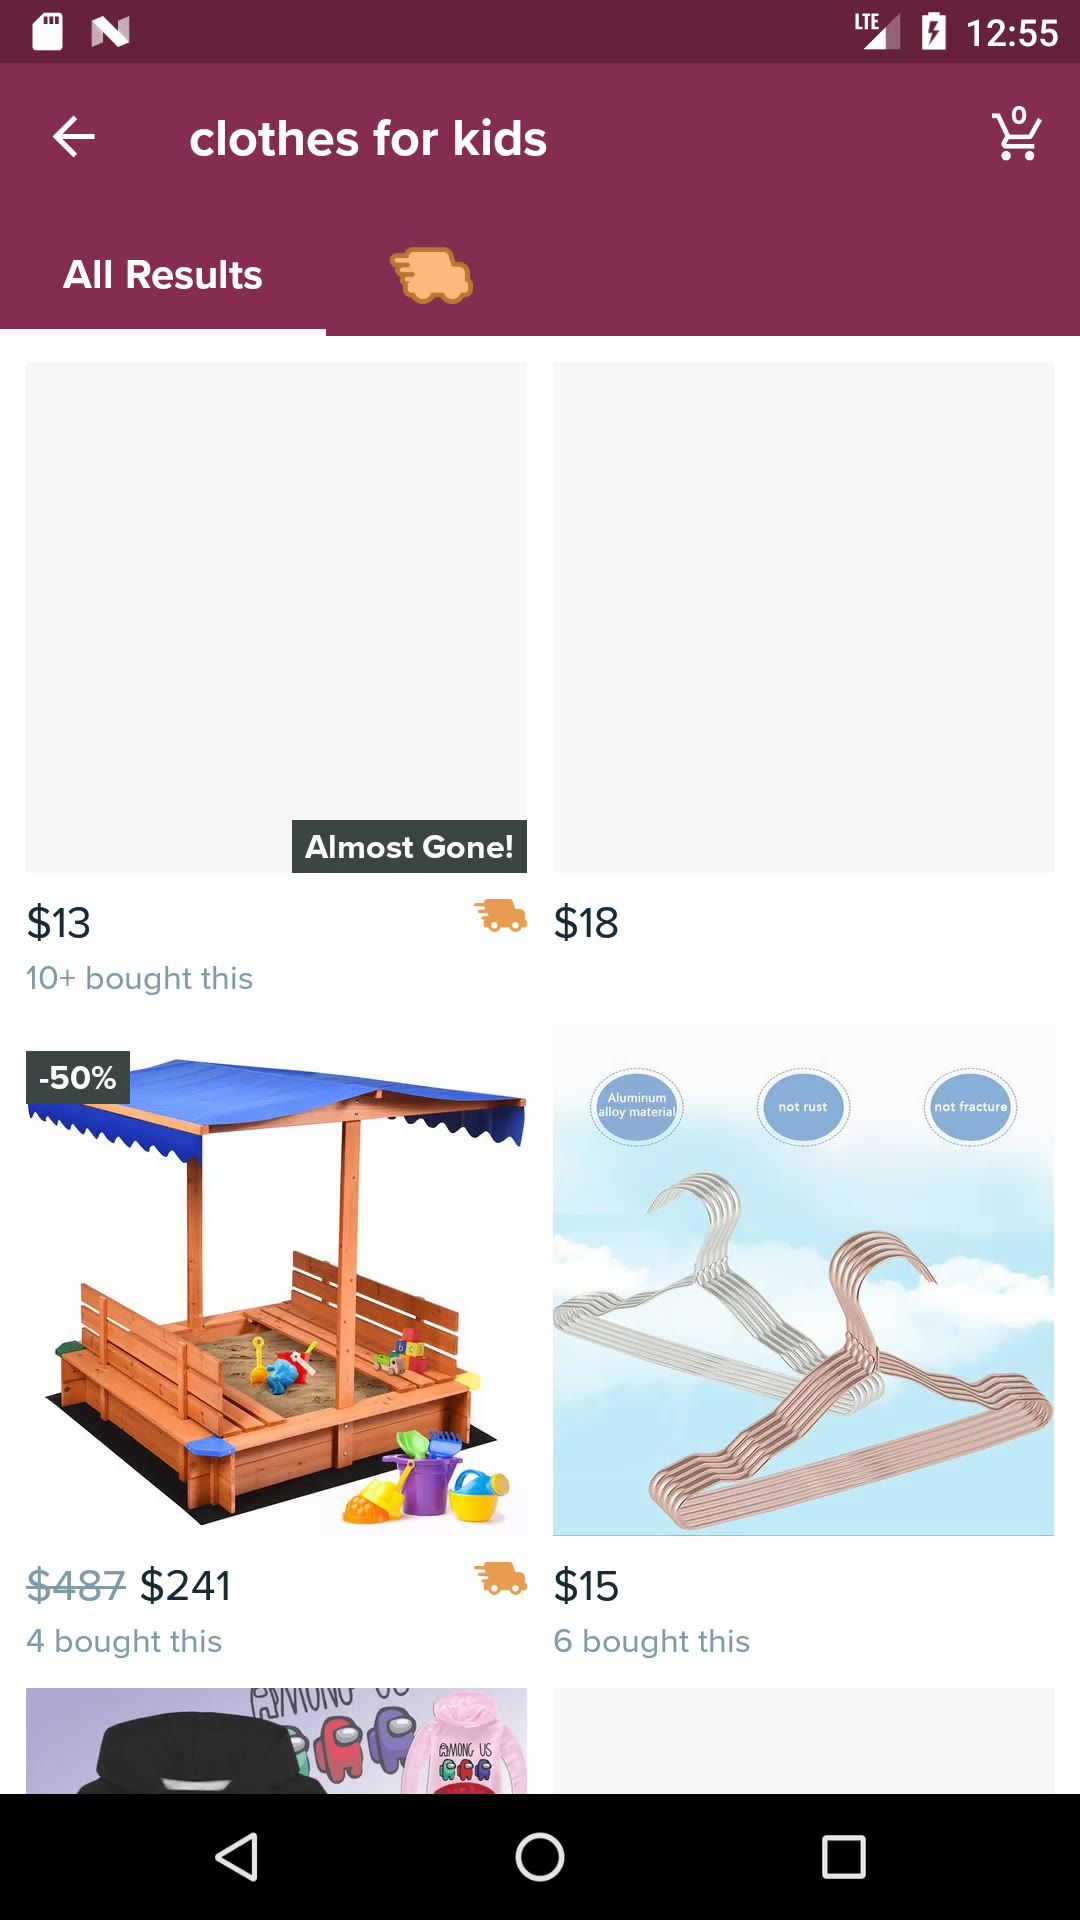 LTE 12:55
clothes for kids
0
All Results
Almost Gone!
$13
$18
10+ bought this
-50%
Aluminum
alloy material
not rust
not fracture
$487 $241
$15
4 bought this
6 bought this
AMONG US
AMONG US